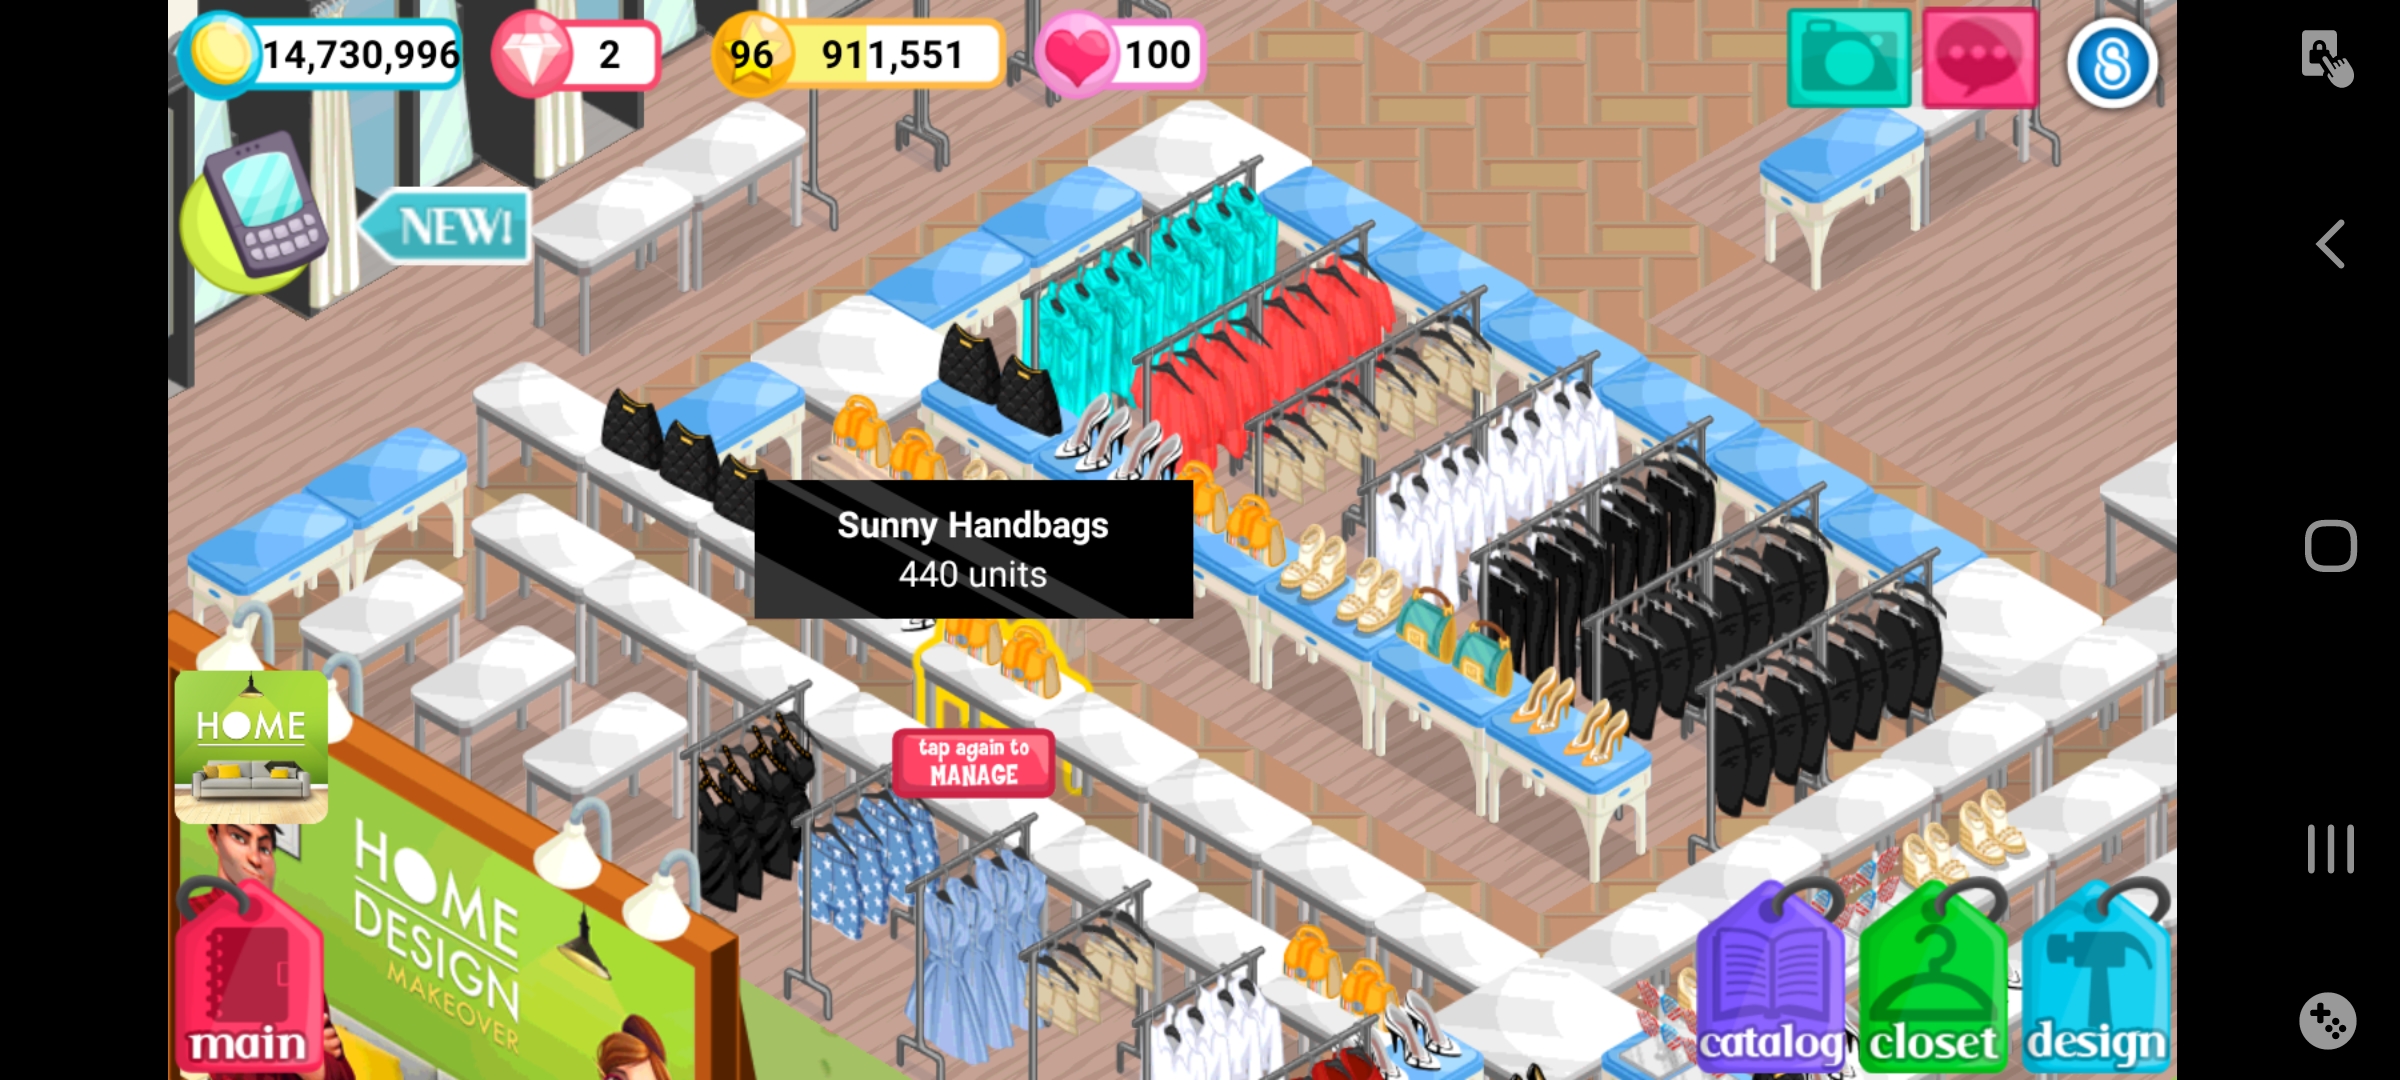 14,730,996
2
96
911,551
100
NEW!
Sunny Handbags
440 units
tap again to
MANAGE
HOME
HOME
DESIGN
MAKEOVER
main
catalog
closet
design